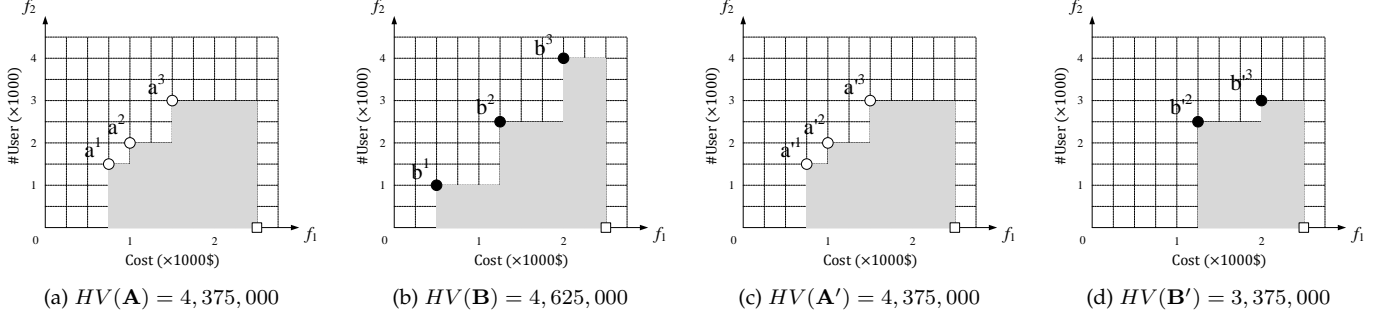 f₂
4
3
2
1
0
1
2
#User (×1000)
Cost (×1000$)
f₁
a¹
a²
a³
(a) HV(A) = 4, 375, 000
f₂
4
3
2
1
0
1
2
#User (×1000)
Cost (×1000$)
f₁
b¹
b²
b³
(b) HV(B) = 4, 625, 000
f₂
4
3
2
1
0
1
2
#User (×1000)
Cost (×1000$)
f₁
a'¹
a'²
a'³
(c) HV(A′) = 4, 375, 000
f₂
4
3
2
1
0
1
2
#User (×1000)
Cost (×1000$)
f₁
b'²
b'³
(d) HV(B′) = 3, 375, 000